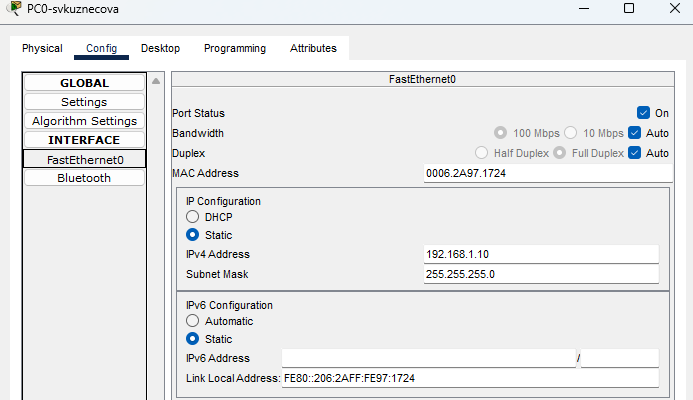 PC0-svkuznecova
Physical Config Desktop Programming Attributes
GLOBAL
Settings
Algorithm Settings
INTERFACE
FastEthernet0
Bluetooth
FastEthernet0
Port Status On
Bandwidth 100 Mbps 10 Mbps Auto
Duplex Half Duplex Full Duplex Auto
MAC Address 0006.2A97.1724
IP Configuration
DHCP
Static
IPv4 Address 192.168.1.10
Subnet Mask 255.255.255.0
IPv6 Configuration
Automatic
Static
IPv6 Address /
Link Local Address: FE80::206:2AFF:FE97:1724